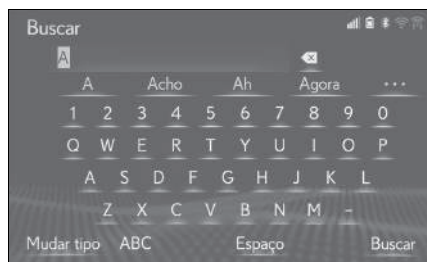 Buscar
A
A Acho Ah Agora ...
1 2 3 4 5 6 7 8 9 0
Q W E R T Y U I O P
A S D F G H J K L
Z X C V B N M -
Mudar tipo ABC Espaço Buscar